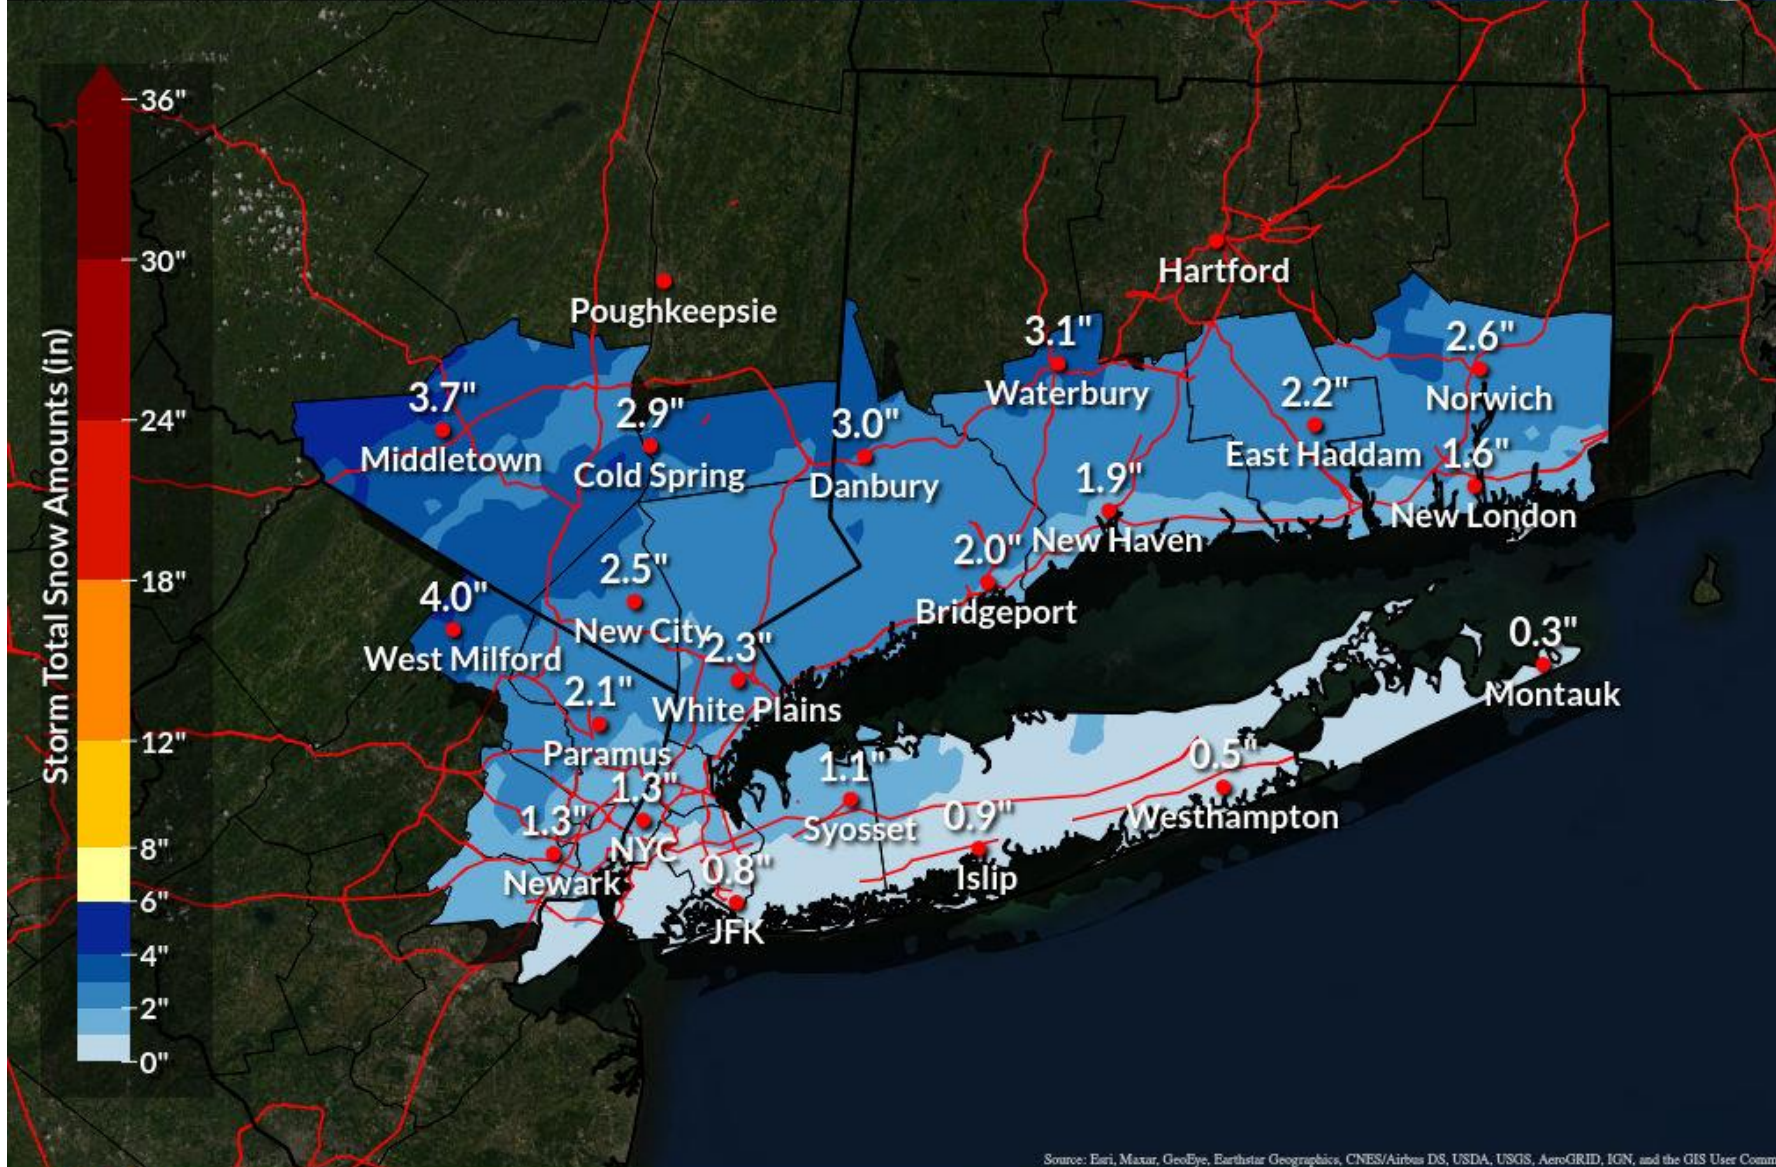 Storm Total Snow Amounts (in)
36"
30"
24"
18"
12"
8"
6"
4"
2"
0"
Poughkeepsie
Hartford
3.7"
Middletown
2.9"
Cold Spring
3.0"
Danbury
3.1"
Waterbury
2.2"
East Haddam
2.6"
Norwich
1.6"
New London
1.9"
New Haven
2.0"
Bridgeport
2.5"
New City
4.0"
West Milford
2.3"
White Plains
2.1"
Paramus
1.3"
NYC
1.3"
Newark
0.8"
JFK
1.1"
Syosset
0.9"
Islip
0.5"
Westhampton
0.3"
Montauk
Source: Esri, Maxar, GeoEye, Earthstar Geographics, CNES/Airbus DS, USDA, USGS, AeroGRID, IGN, and the GIS User Comm